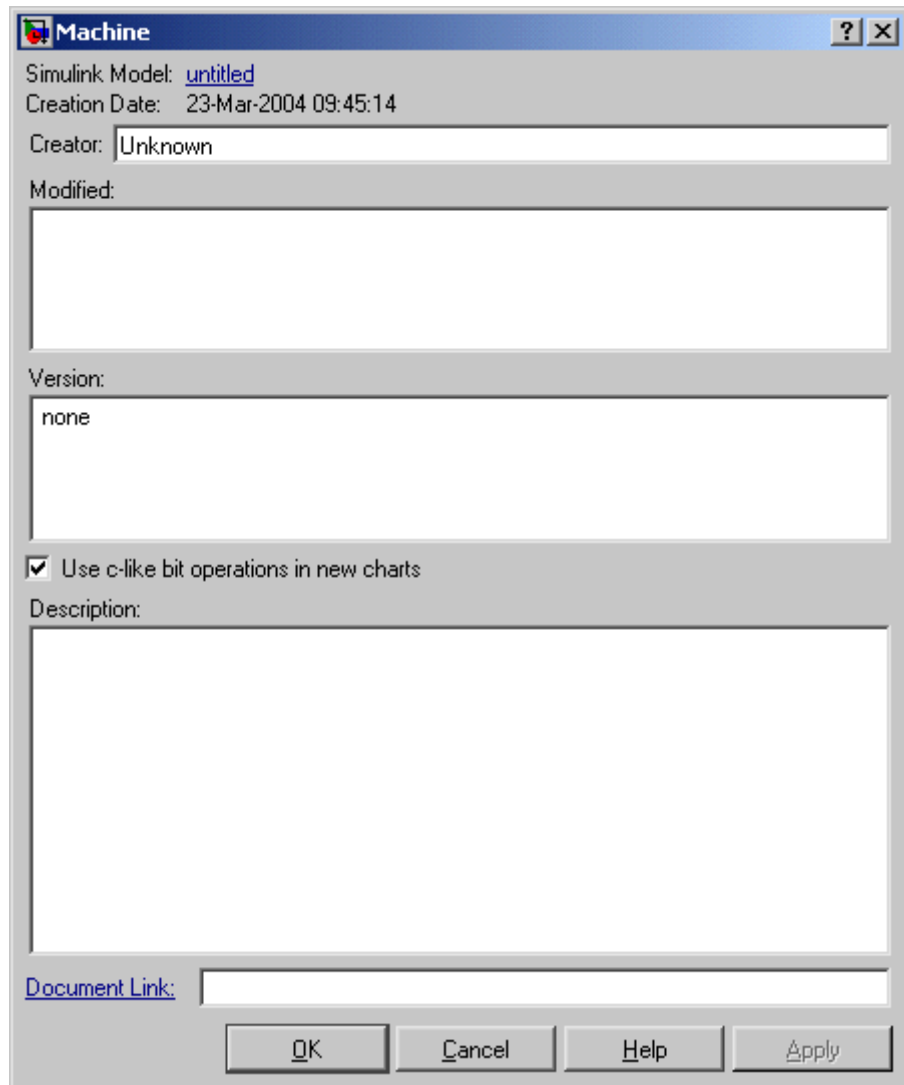 Machine
Simulink Model: untitled
Creation Date: 23-Mar-2004 09:45:14
Creator: Unknown
Modified:
Version:
none
Use c-like bit operations in new charts
Description:
Document Link:
OK Cancel Help Apply